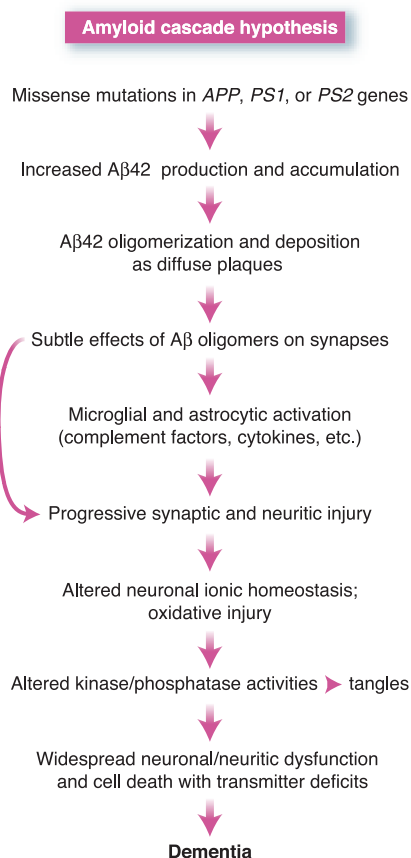 Amyloid cascade hypothesis
Missense mutations in APP, PS1, or PS2 genes
Increased Aβ42 production and accumulation
Aβ42 oligomerization and deposition
as diffuse plaques
Subtle effects of Aβ oligomers on synapses
Microglial and astrocytic activation
(complement factors, cytokines, etc.)
Progressive synaptic and neuritic injury
Altered neuronal ionic homeostasis;
oxidative injury
Altered kinase/phosphatase activities ➤ tangles
Widespread neuronal/neuritic dysfunction
and cell death with transmitter deficits
Dementia